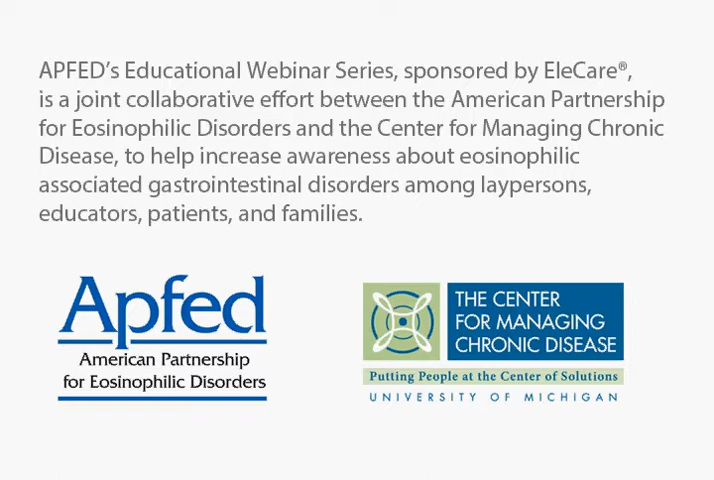 APFED’s Educational Webinar Series, sponsored by EleCare®,
is a joint collaborative effort between the American Partnership
for Eosinophilic Disorders and the Center for Managing Chronic
Disease, to help increase awareness about eosinophilic
associated gastrointestinal disorders among laypersons,
educators, patients, and families.
Apfed
American Partnership
for Eosinophilic Disorders
THE CENTER
FOR MANAGING
CHRONIC DISEASE
Putting People at the Center of Solutions
UNIVERSITY OF MICHIGAN